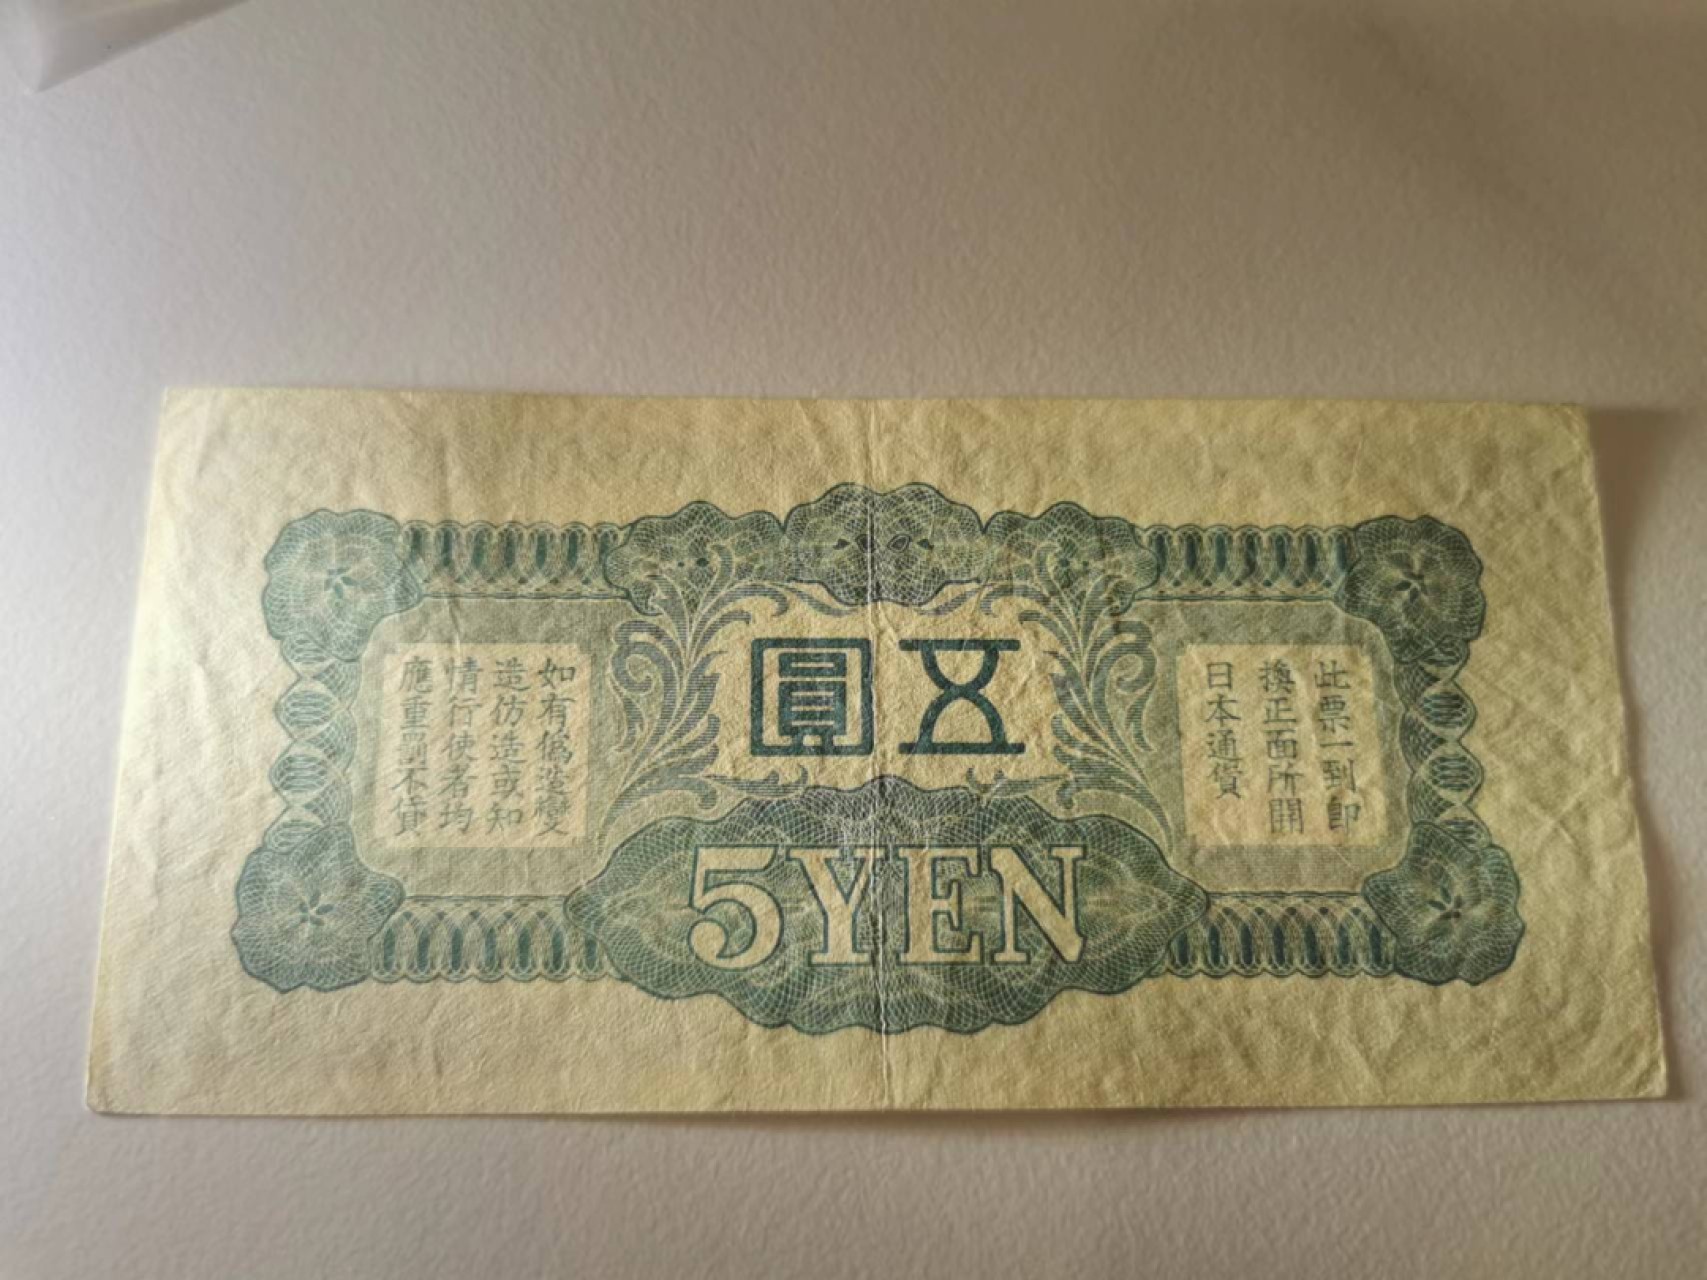 五圓
此票一到即
換正面所開
日本通貨
如有僞造變
造仿造或知
情行使者均
應重罰不貸
5YEN